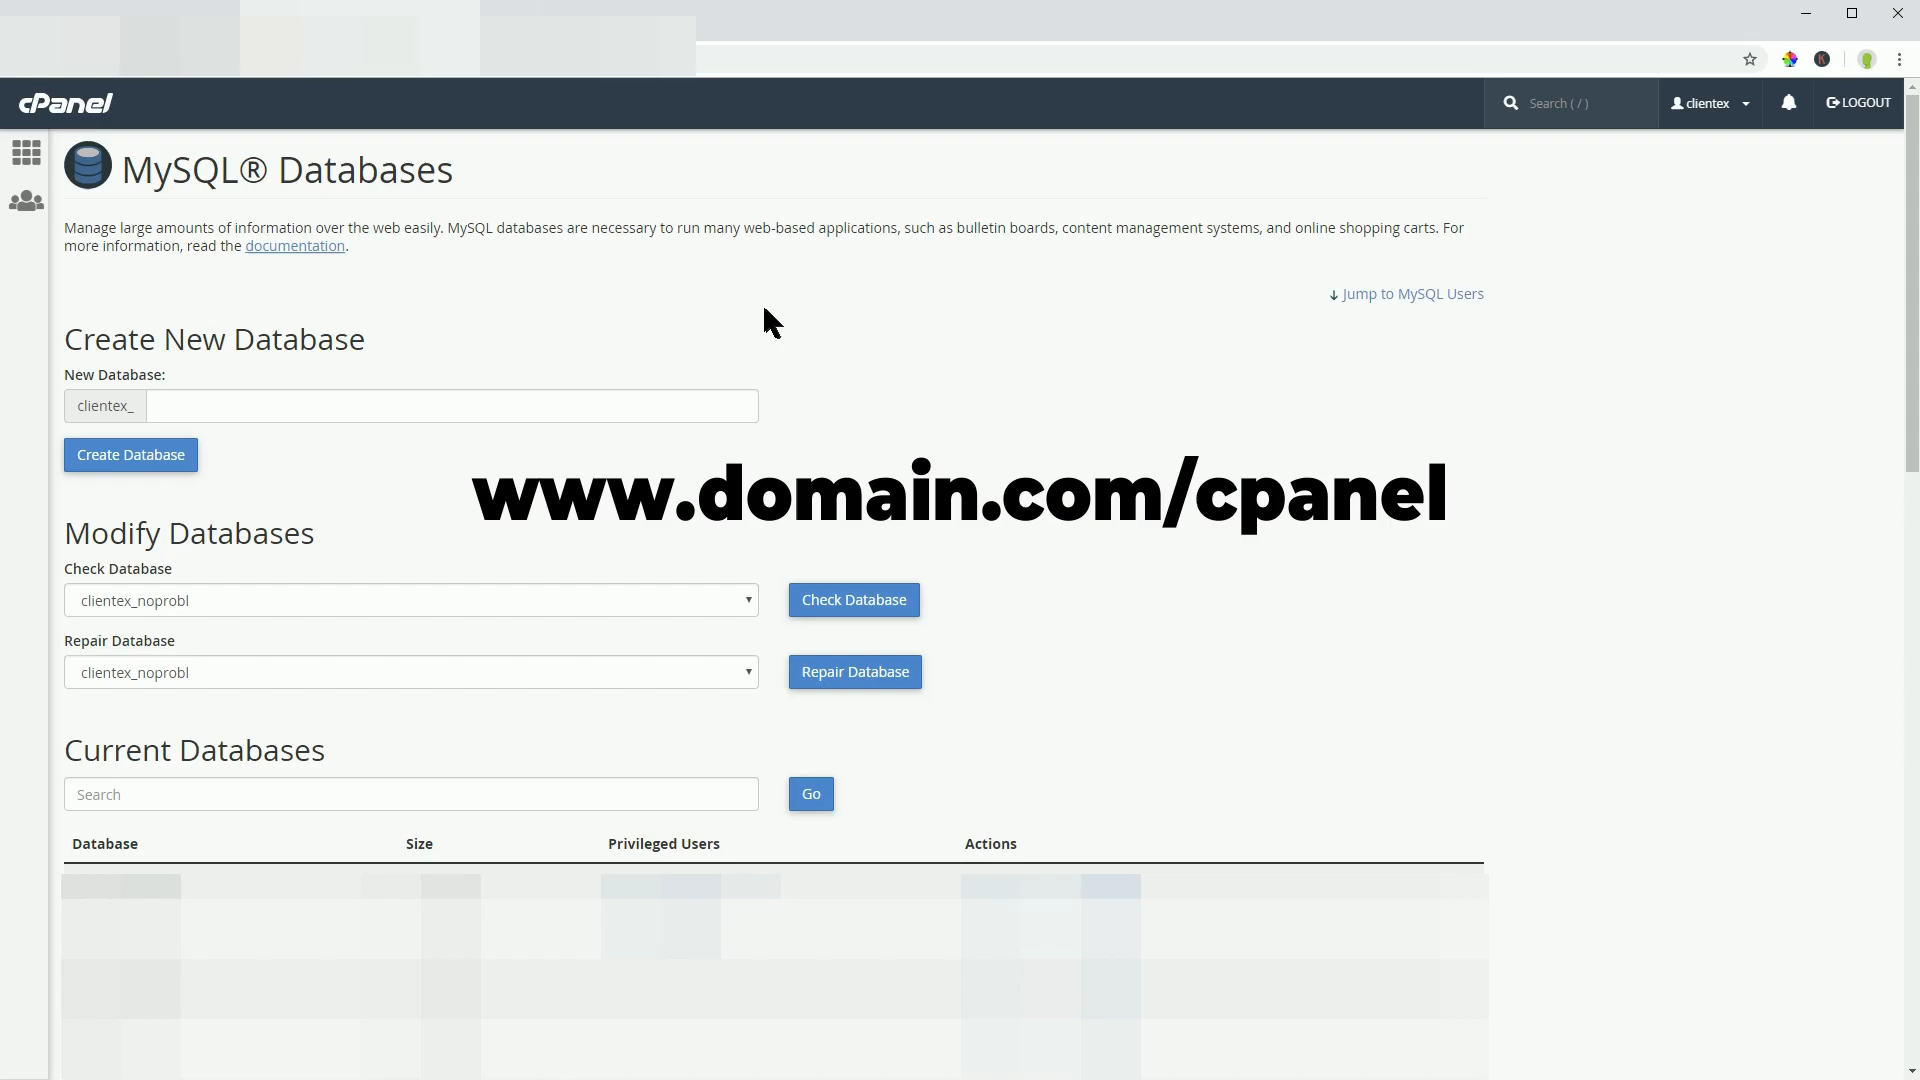 cPanel
Search ( / )
clientex
LOGOUT
MySQL® Databases
Manage large amounts of information over the web easily. MySQL databases are necessary to run many web-based applications, such as bulletin boards, content management systems, and online shopping carts. For
more information, read the documentation.
Jump to MySQL Users
Create New Database
New Database:
clientex_
Create Database
www.domain.com/cpanel
Modify Databases
Check Database
clientex_noprobl
Check Database
Repair Database
clientex_noprobl
Repair Database
Current Databases
Search
Go
Database Size Privileged Users Actions